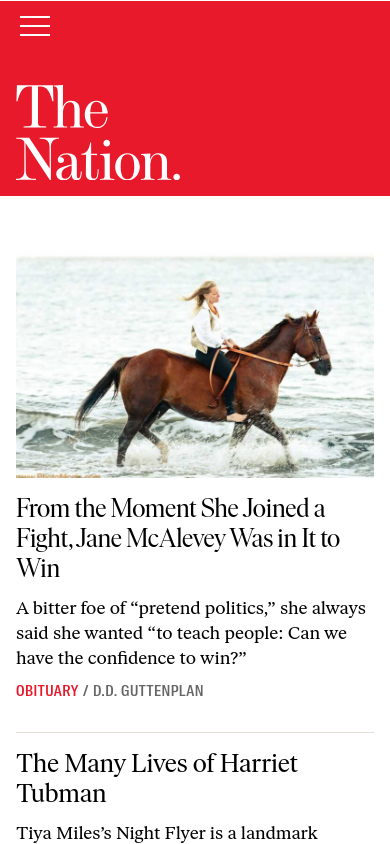 The
Nation.
From the Moment She Joined a
Fight, Jane McAlevey Was in It to
Win
A bitter foe of “pretend politics,” she always
said she wanted “to teach people: Can we
have the confidence to win?”
OBITUARY / D.D. GUTTENPLAN
The Many Lives of Harriet
Tubman
Tiya Miles’s Night Flyer is a landmark